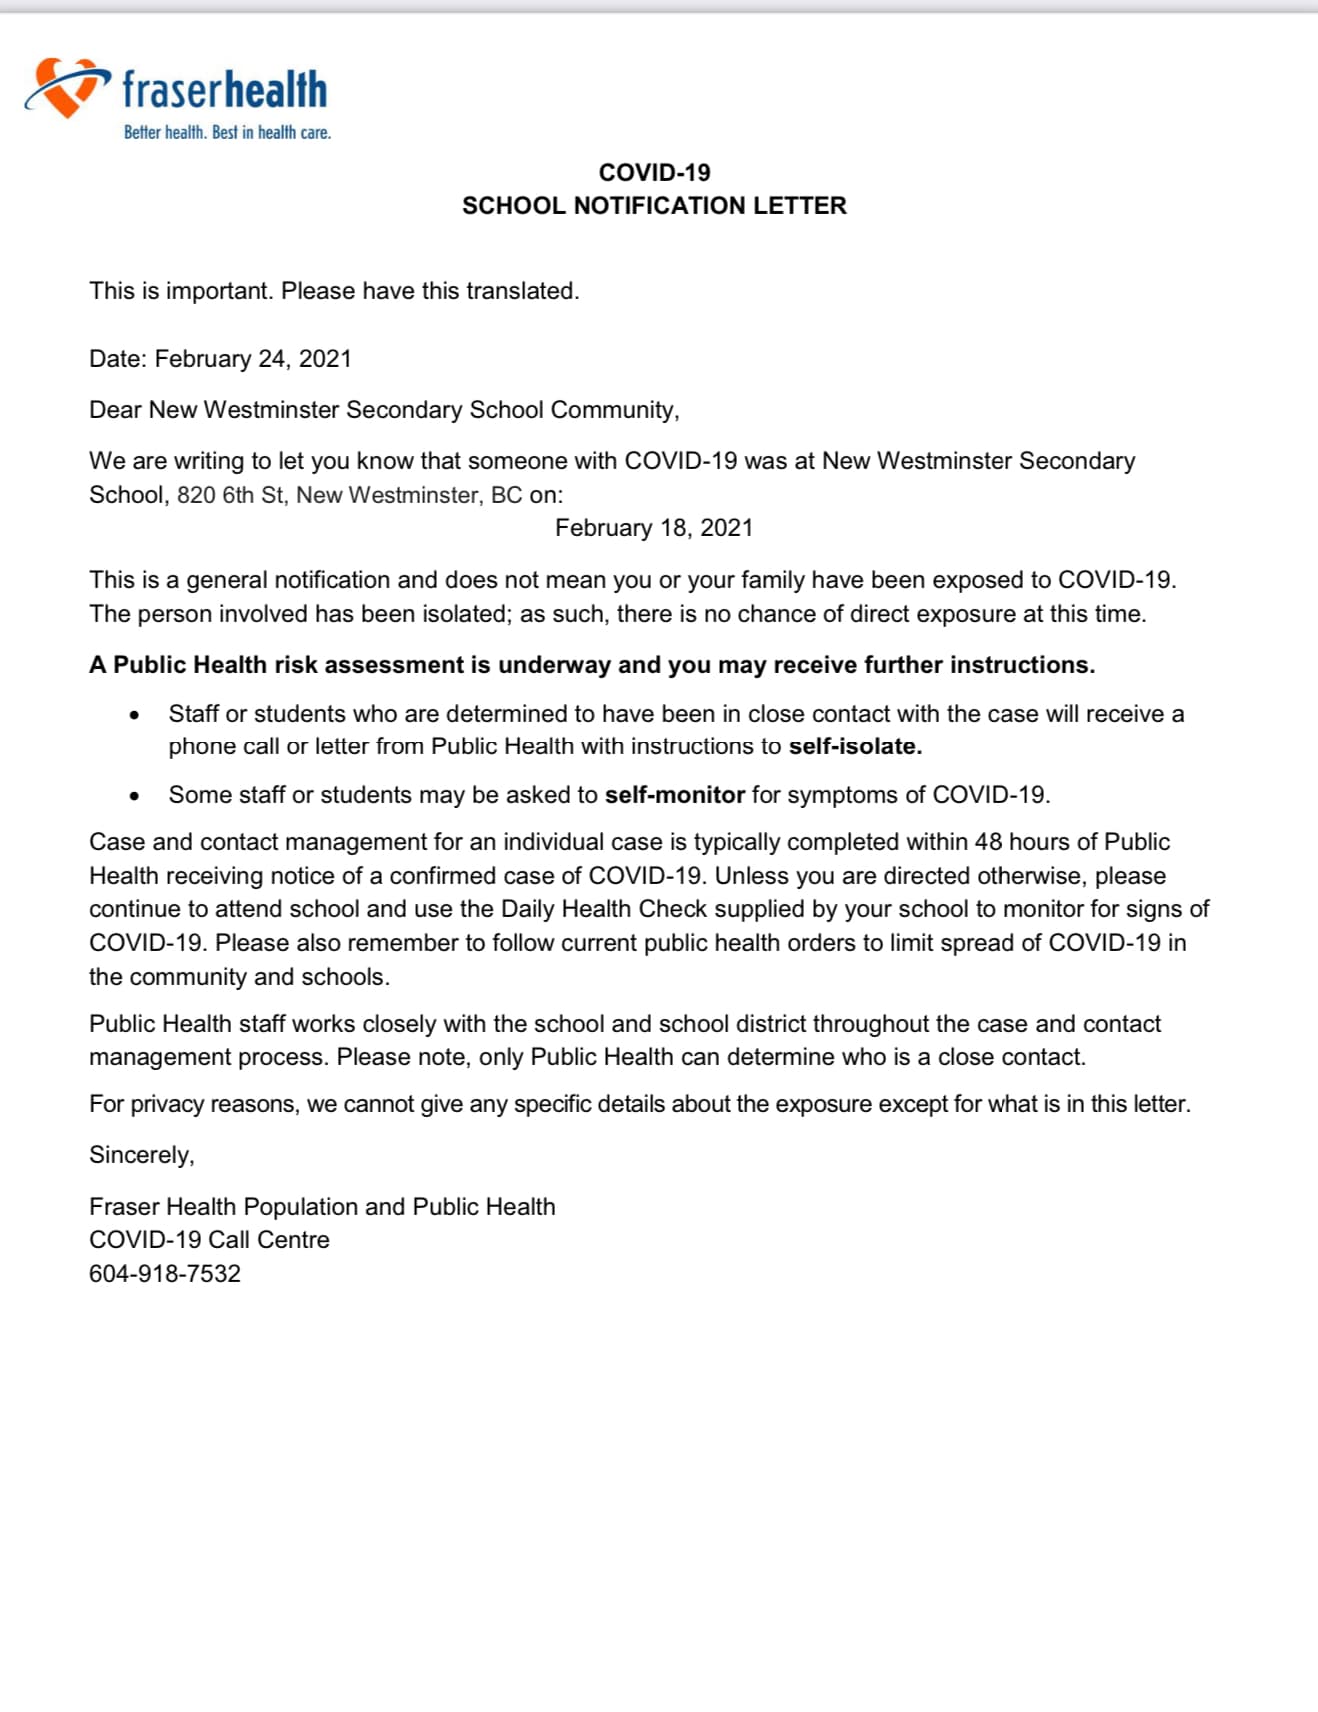 fraserhealth
Better health. Best in health care.
COVID-19
SCHOOL NOTIFICATION LETTER
This is important. Please have this translated.
Date: February 24, 2021
Dear New Westminster Secondary School Community,
We are writing to let you know that someone with COVID-19 was at New Westminster Secondary
School, 820 6th St, New Westminster, BC on:
February 18, 2021
This is a general notification and does not mean you or your family have been exposed to COVID-19.
The person involved has been isolated; as such, there is no chance of direct exposure at this time.
A Public Health risk assessment is underway and you may receive further instructions.
• Staff or students who are determined to have been in close contact with the case will receive a
phone call or letter from Public Health with instructions to self-isolate.
• Some staff or students may be asked to self-monitor for symptoms of COVID-19.
Case and contact management for an individual case is typically completed within 48 hours of Public
Health receiving notice of a confirmed case of COVID-19. Unless you are directed otherwise, please
continue to attend school and use the Daily Health Check supplied by your school to monitor for signs of
COVID-19. Please also remember to follow current public health orders to limit spread of COVID-19 in
the community and schools.
Public Health staff works closely with the school and school district throughout the case and contact
management process. Please note, only Public Health can determine who is a close contact.
For privacy reasons, we cannot give any specific details about the exposure except for what is in this letter.
Sincerely,
Fraser Health Population and Public Health
COVID-19 Call Centre
604-918-7532